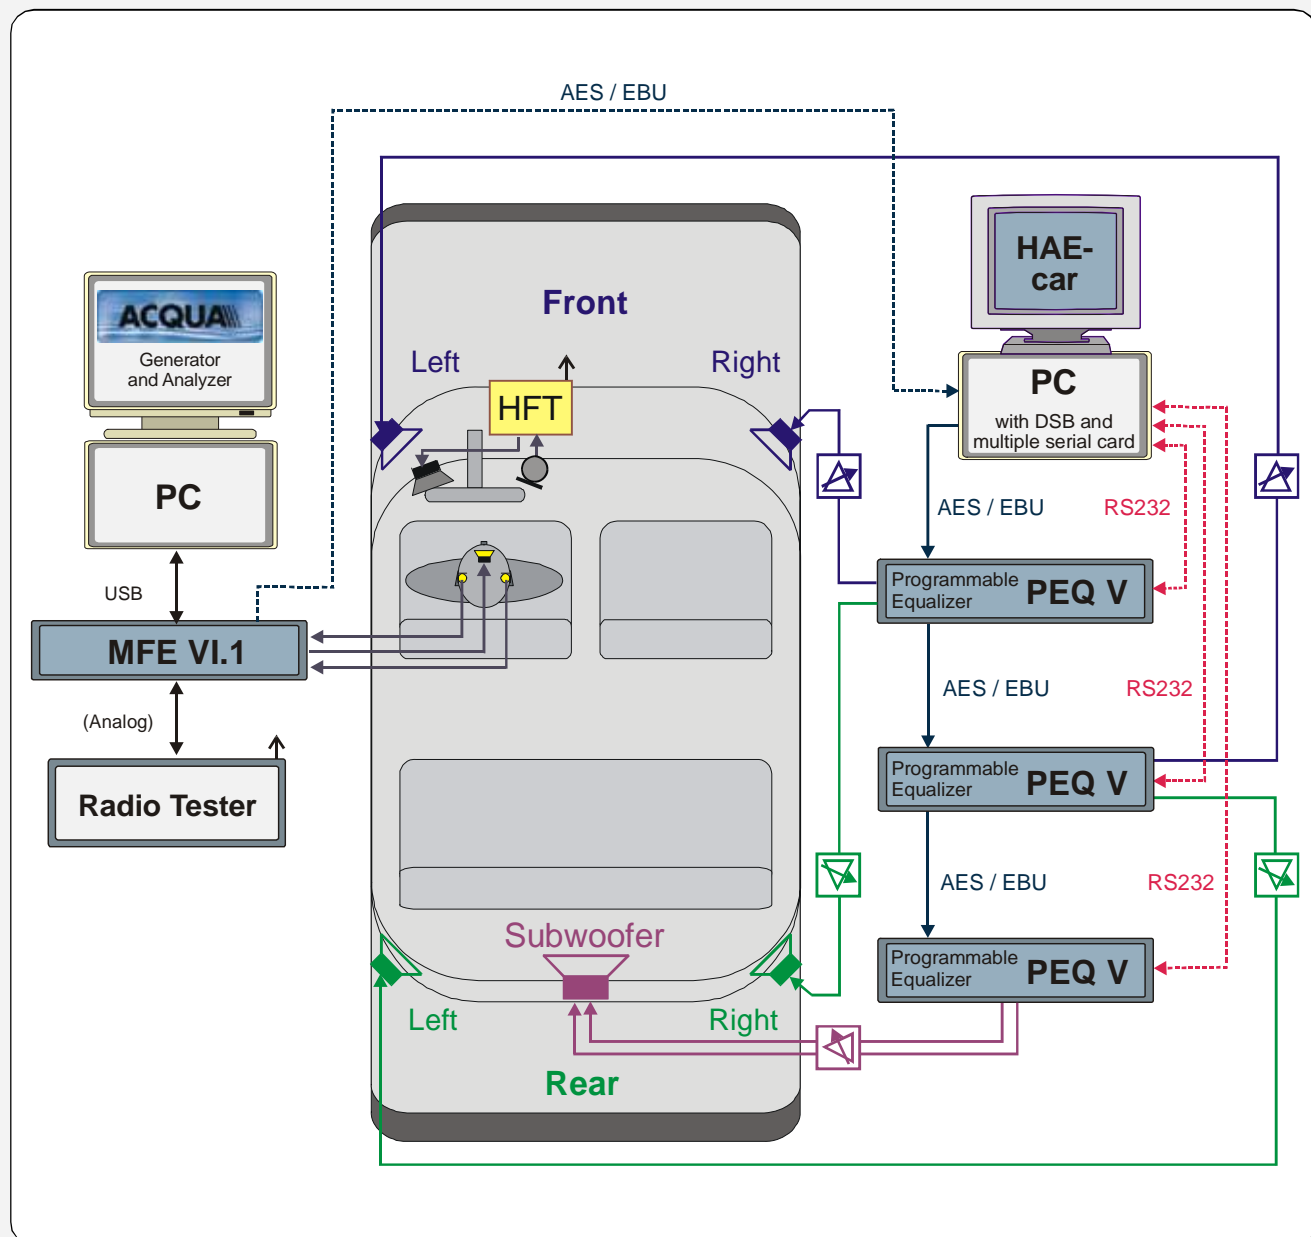 AES / EBU
HAE-
car
ACQUA
Generator
and Analyzer
PC
Front
Left
Right
HFT
PC
with DSB and
multiple serial card
AES / EBU
RS232
USB
Programmable
Equalizer
PEQ V
MFE VI.1
AES / EBU
RS232
(Analog)
Programmable
Equalizer
PEQ V
Radio Tester
AES / EBU
RS232
Subwoofer
Programmable
Equalizer
PEQ V
Left
Right
Rear